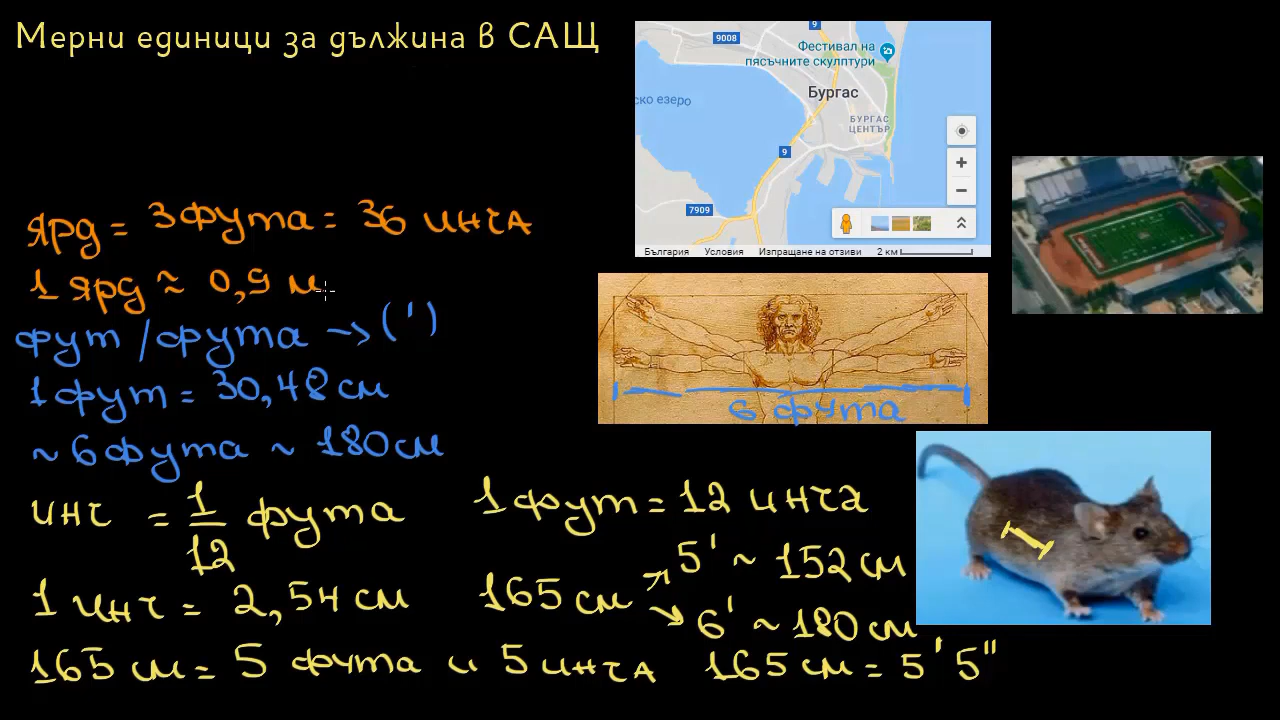 Мерни единици за дължина в САЩ
9
9008
Фестивал на
пясъчните скулптури
Бургас
ско езеро
БУРГАС
ЦЕНТЪР
9
7909
България Условия Изпращане на отзиви 2 км
ярд = 3 фута = 36 инча
1 ярд ≈ 0,9 м
фут / фута → (')
1 фут = 30,48 см
~ 6 фута ~ 180 см
6 фута
инч = 1/12 фута
1 фут = 12 инча
1 инч = 2,54 см
165 см
5' ~ 152 см
6' ~ 180 см
165 см = 5 фута и 5 инча
165 см = 5' 5"